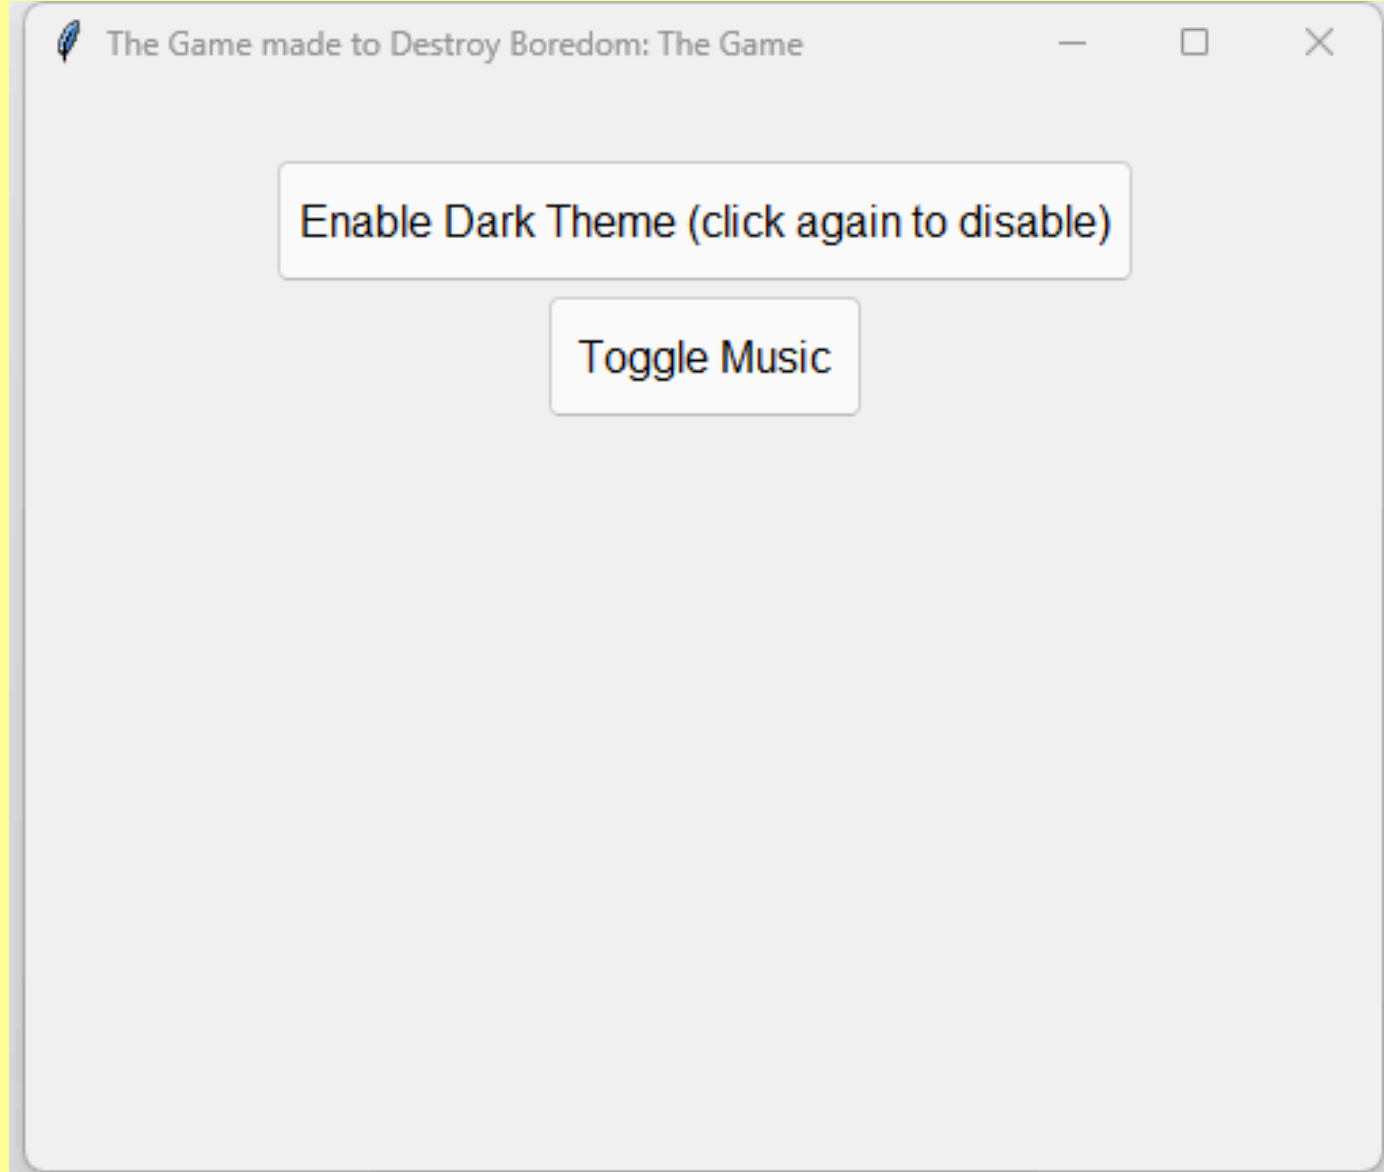 The Game made to Destroy Boredom: The Game
Enable Dark Theme (click again to disable)
Toggle Music